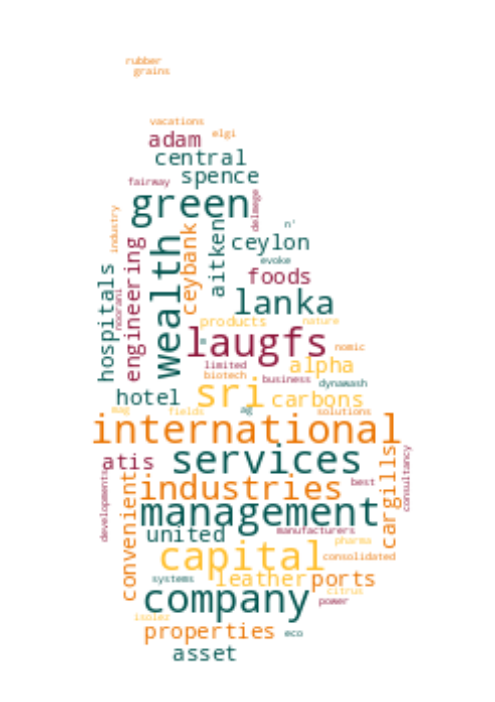 rubber
grains
vacations
adam
elgi
central
spence
fairway
green
delmege
industry
n'
engineering
wealth
ceybank
aitken
ceylon
evoke
hospitals
noorani
foods
lanka
products
nature
laugfs
nomic
limited
alpha
biotech
business
dynawash
hotel
sri
carbons
mag
fields
ag
solutions
international
atis
services
consultancy
developments
convenient
industries
best
cargills
management
united
manufacturers
pharma
capital
consolidated
systems
leather
ports
citrus
company
power
isolez
properties
eco
asset